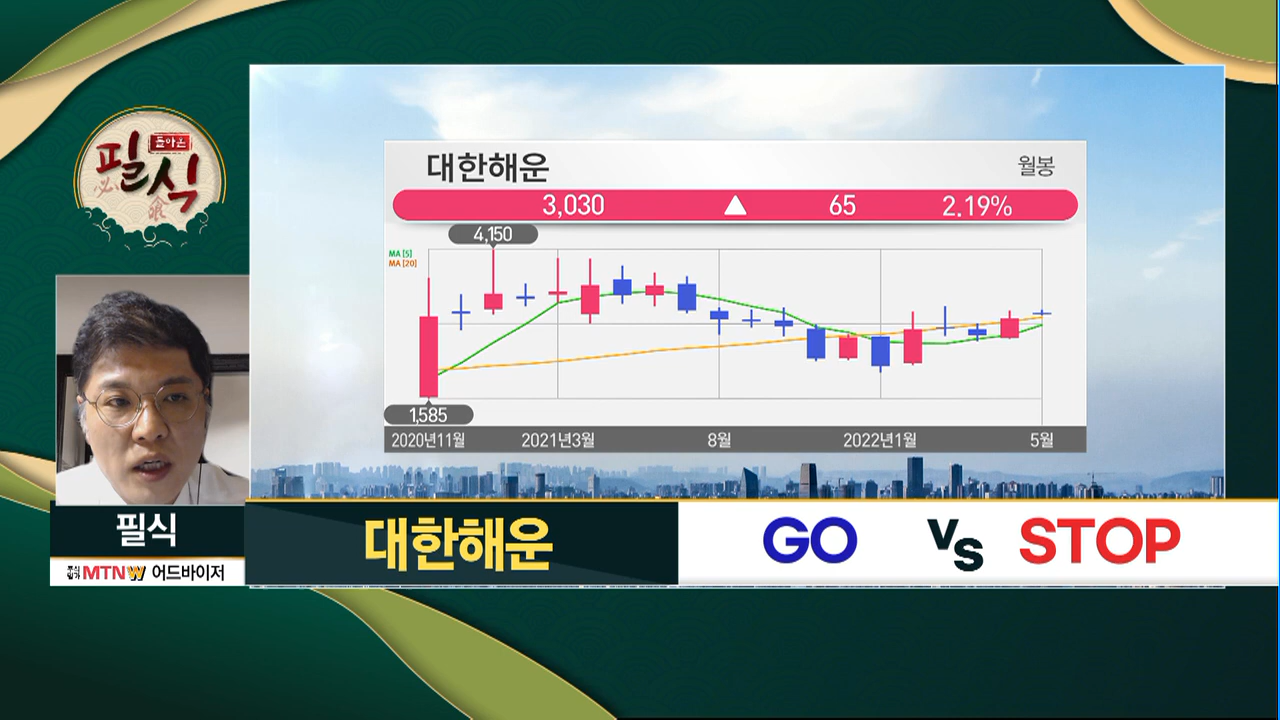 돌아온
필식
必
食
대한해운
월봉
3,030 ▲ 65 2.19%
4,150
MA [5]
MA [20]
1,585
2020년11월 2021년3월 8월 2022년1월 5월
필식
MTNW 어드바이저
대한해운
GO VS STOP